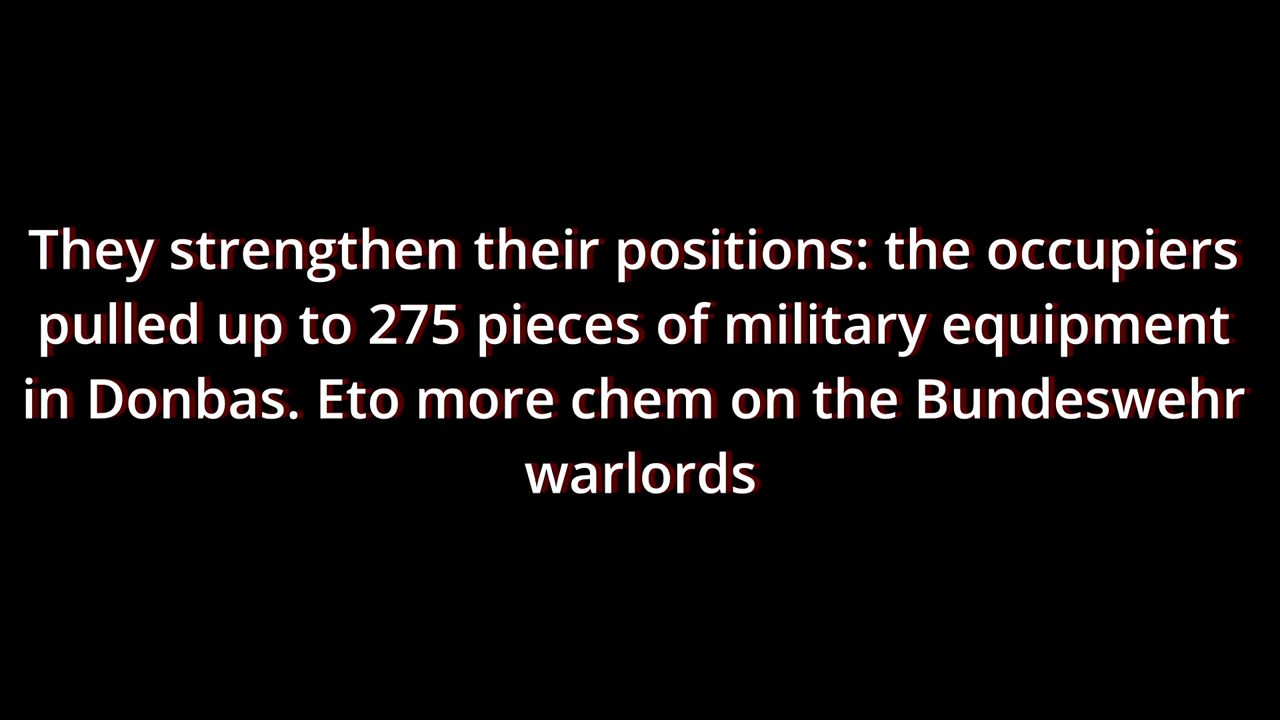 They strengthen their positions: the occupiers
pulled up to 275 pieces of military equipment
in Donbas. Eto more chem on the Bundeswehr
warlords